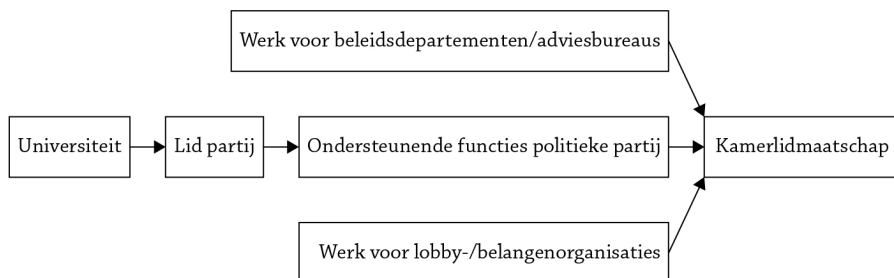 Werk voor beleidsdepartementen/adviesbureaus
Universiteit
Lid partij
Ondersteunende functies politieke partij
Kamerlidmaatschap
Werk voor lobby-/belangenorganisaties